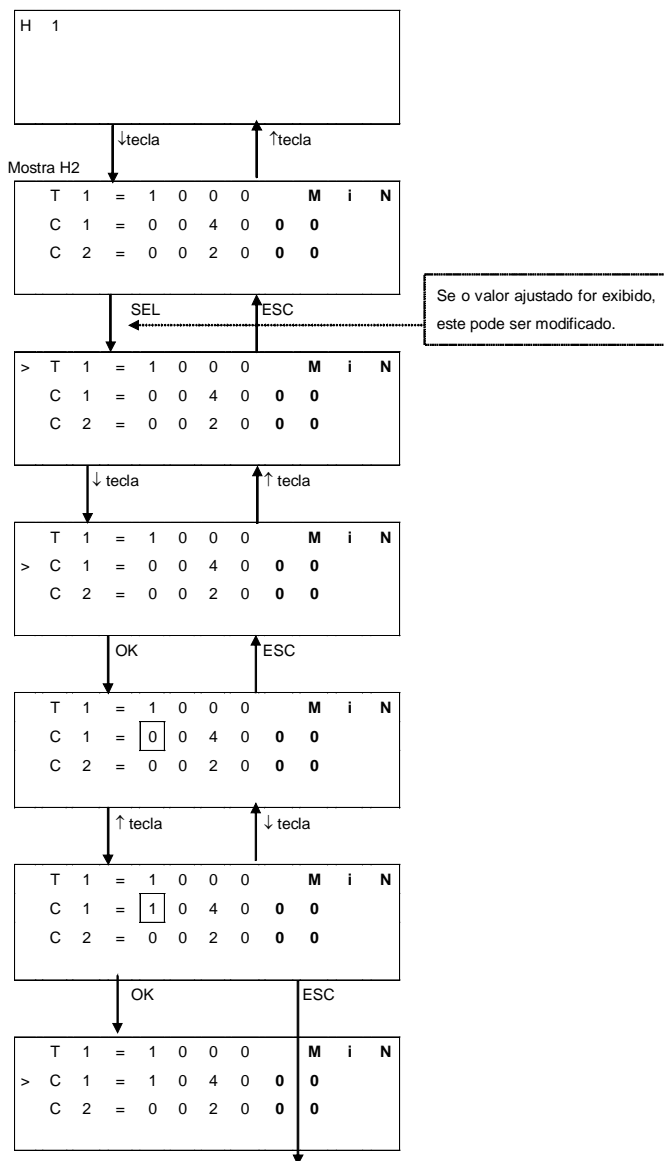 H 1
↓tecla ↑tecla
Mostra H2
T 1 = 1 0 0 0 M i N
C 1 = 0 0 4 0 0 0
C 2 = 0 0 2 0 0 0
SEL ESC
Se o valor ajustado for exibido,
este pode ser modificado.
> T 1 = 1 0 0 0 M i N
C 1 = 0 0 4 0 0 0
C 2 = 0 0 2 0 0 0
↓ tecla ↑ tecla
T 1 = 1 0 0 0 M i N
> C 1 = 0 0 4 0 0 0
C 2 = 0 0 2 0 0 0
OK ESC
T 1 = 1 0 0 0 M i N
C 1 = 0 0 4 0 0 0
C 2 = 0 0 2 0 0 0
↑ tecla ↓ tecla
T 1 = 1 0 0 0 M i N
C 1 = 1 0 4 0 0 0
C 2 = 0 0 2 0 0 0
OK ESC
T 1 = 1 0 0 0 M i N
> C 1 = 1 0 4 0 0 0
C 2 = 0 0 2 0 0 0